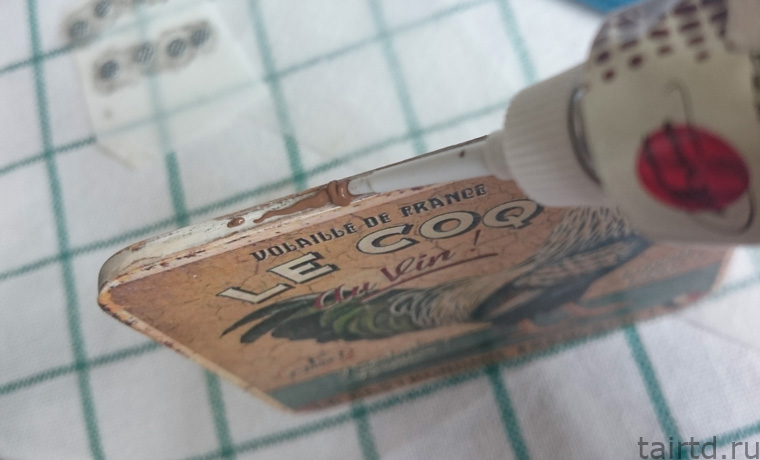 VOLAILLE DE FRANCE
LE COQ
Au Vin !
tairtd.ru